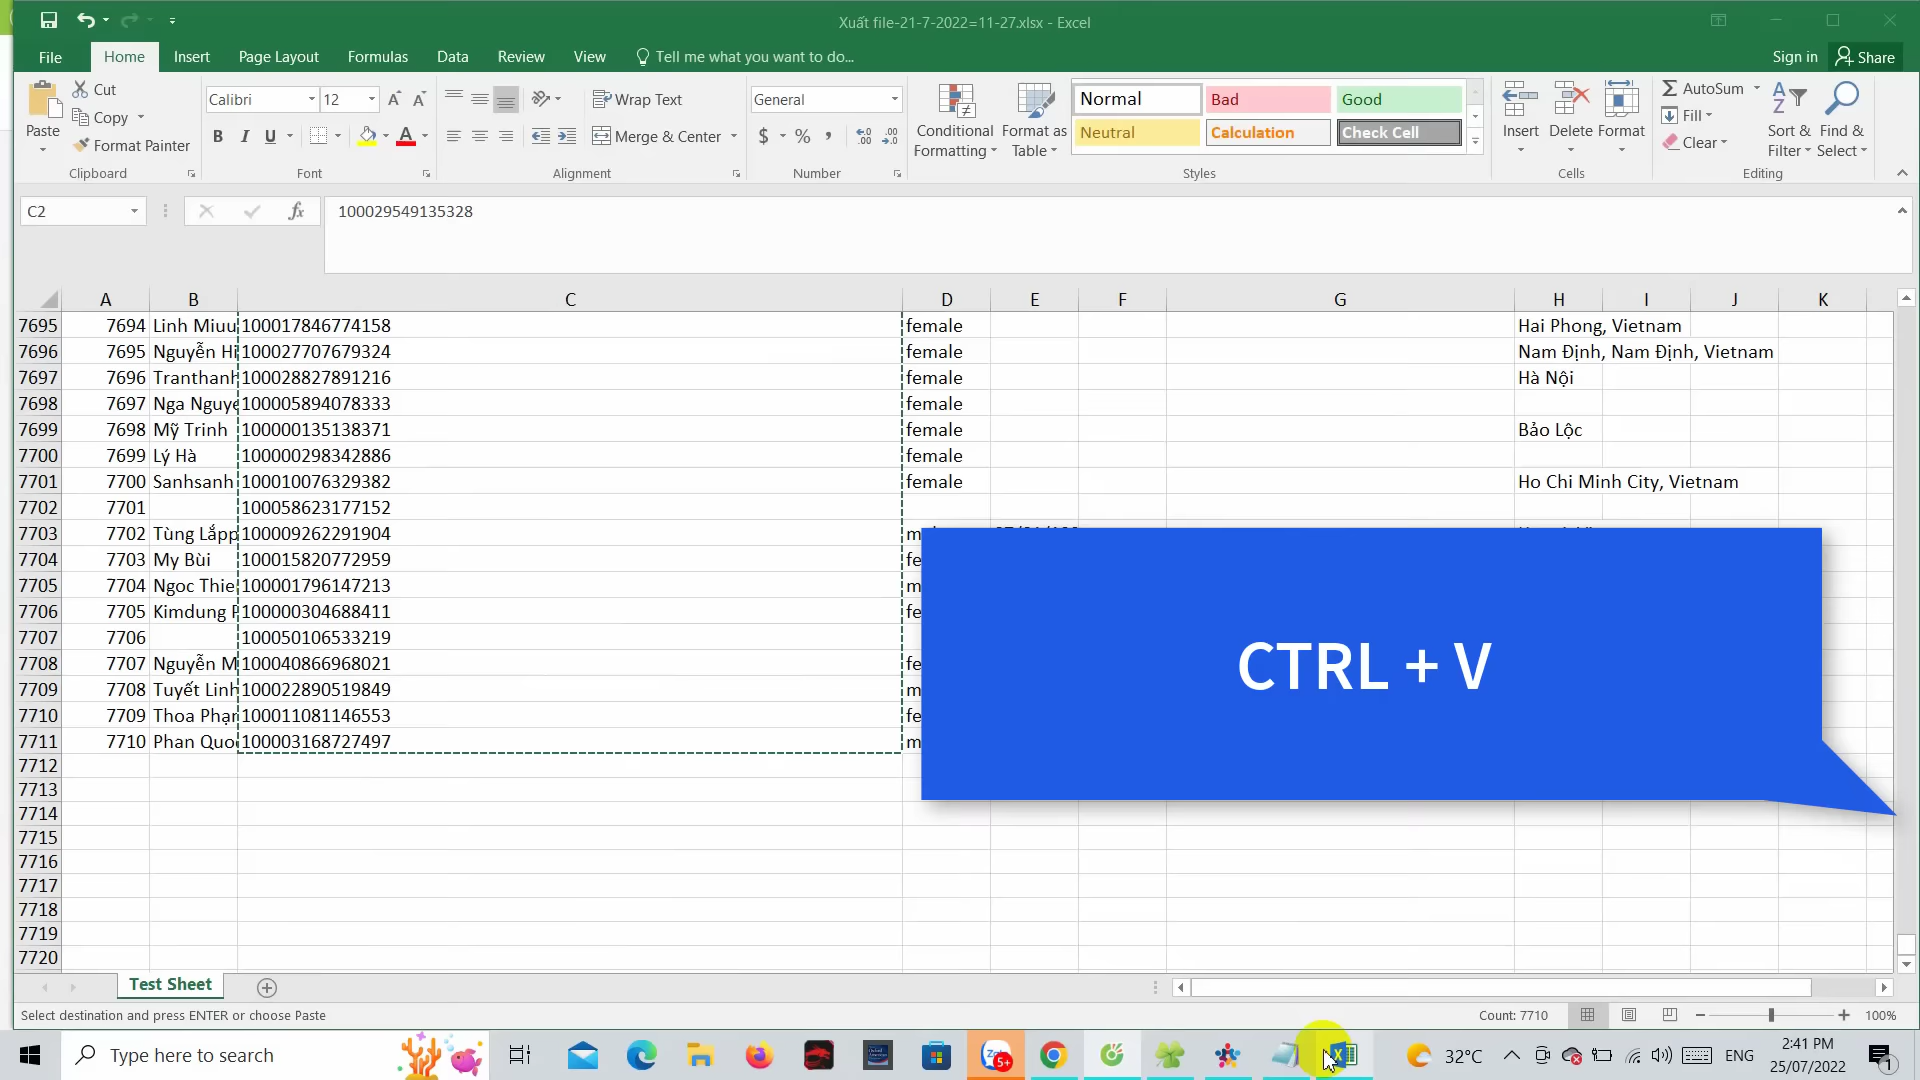 Xuất file-21-7-2022=11-27.xlsx - Excel
File Home Insert Page Layout Formulas Data Review View Tell me what you want to do... Sign in Share
Paste Cut Copy Format Painter Clipboard
Calibri 12 B I U A Font
Wrap Text Merge & Center Alignment
General $ % , Number
Conditional Formatting Format as Table
Normal Bad Good
Neutral Calculation Check Cell
Styles
Insert Delete Format Cells
AutoSum Fill Clear Sort & Filter Find & Select Editing
C2 fx 100029549135328
A B C D E F G H I J K
7695 7694 Linh Miuu 100017846774158 female Hai Phong, Vietnam
7696 7695 Nguyễn Hi 100027707679324 female Nam Định, Nam Định, Vietnam
7697 7696 Tranthanh 100028827891216 female Hà Nội
7698 7697 Nga Nguye 100005894078333 female
7699 7698 Mỹ Trinh 100000135138371 female Bảo Lộc
7700 7699 Lý Hà 100000298342886 female
7701 7700 Sanhsanh 100010076329382 female Ho Chi Minh City, Vietnam
7702 7701 100058623177152
7703 7702 Tùng Lắpp 100009262291904
7704 7703 My Bùi 100015820772959 fe
7705 7704 Ngoc Thie 100001796147213 m
7706 7705 Kimdung P 100000304688411 fe
7707 7706 100050106533219
7708 7707 Nguyễn M 100040866968021 fe
7709 7708 Tuyết Linh 100022890519849 m
7710 7709 Thoa Phạn 100011081146553 fe
7711 7710 Phan Quo 100003168727497 m
7712
7713
7714
7715
7716
7717
7718
7719
7720
CTRL + V
Test Sheet
Select destination and press ENTER or choose Paste Count: 7710 100%
Type here to search Zalo 5+ 32°C ENG 2:41 PM
25/07/2022 1